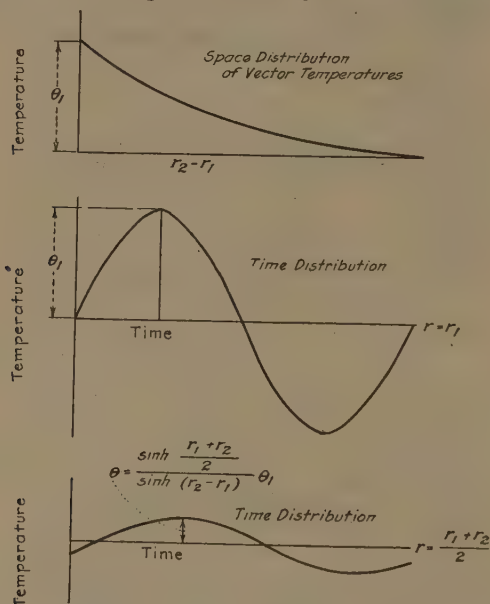 Temperature
θ₁
Space Distribution
of Vector Temperatures
r₂-r₁
Temperature
θ₁
Time Distribution
Time
r=r₁
θ = sinh (r₁+r₂)/2 / sinh (r₂-r₁) θ₁
Temperature
Time Distribution
Time
r = (r₁+r₂)/2